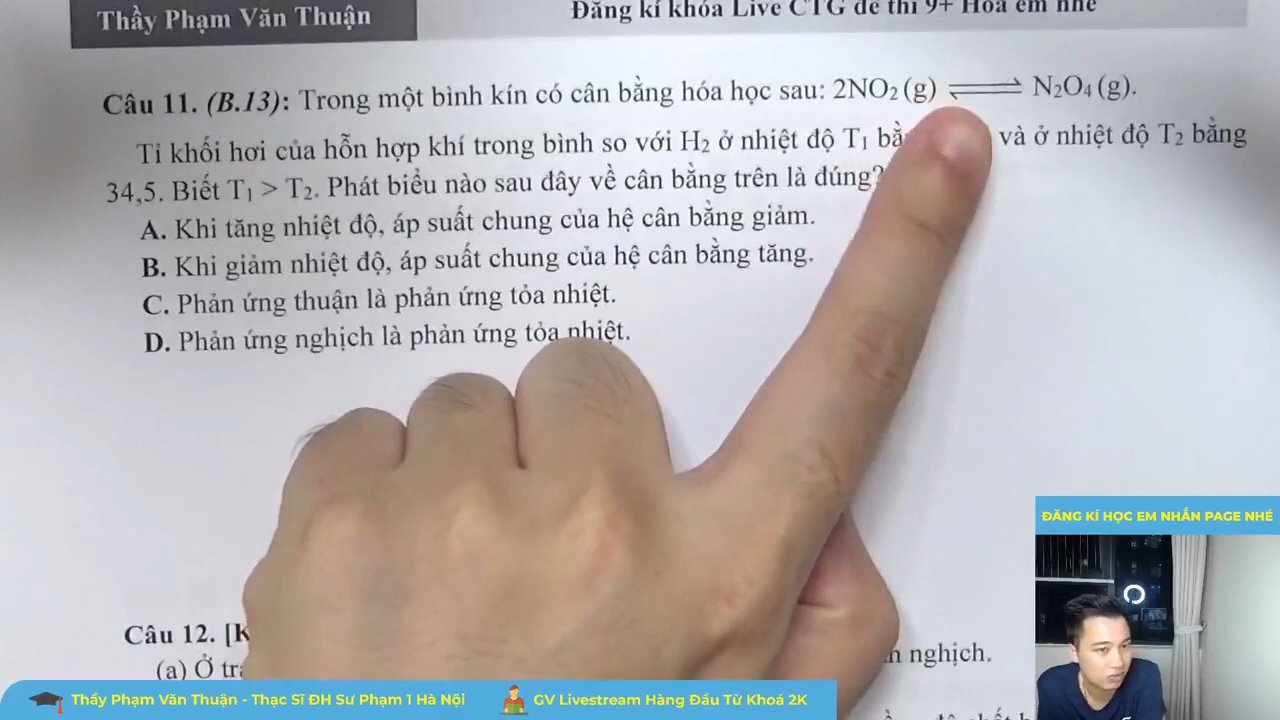 Thầy Phạm Văn Thuận
Đăng kí khóa Live CTG để thi 9+ Hóa em nhé
Câu 11. (B.13): Trong một bình kín có cân bằng hóa học sau: 2NO₂ (g) ⇌ N₂O₄ (g).
Tỉ khối hơi của hỗn hợp khí trong bình so với H₂ ở nhiệt độ T₁ và ở nhiệt độ T₂ bằng
34,5. Biết T₁ > T₂. Phát biểu nào sau đây về cân bằng trên là đúng?
A. Khi tăng nhiệt độ, áp suất chung của hệ cân bằng giảm.
B. Khi giảm nhiệt độ, áp suất chung của hệ cân bằng tăng.
C. Phản ứng thuận là phản ứng tỏa nhiệt.
D. Phản ứng nghịch là phản ứng tỏa nhiệt.
ĐĂNG KÍ HỌC EM NHẮN PAGE NHÉ
Câu 12. [K
nghịch.
(a) Ở
Thầy Phạm Văn Thuận - Thạc Sĩ ĐH Sư Phạm 1 Hà Nội
GV Livestream Hàng Đầu Từ Khoá 2K